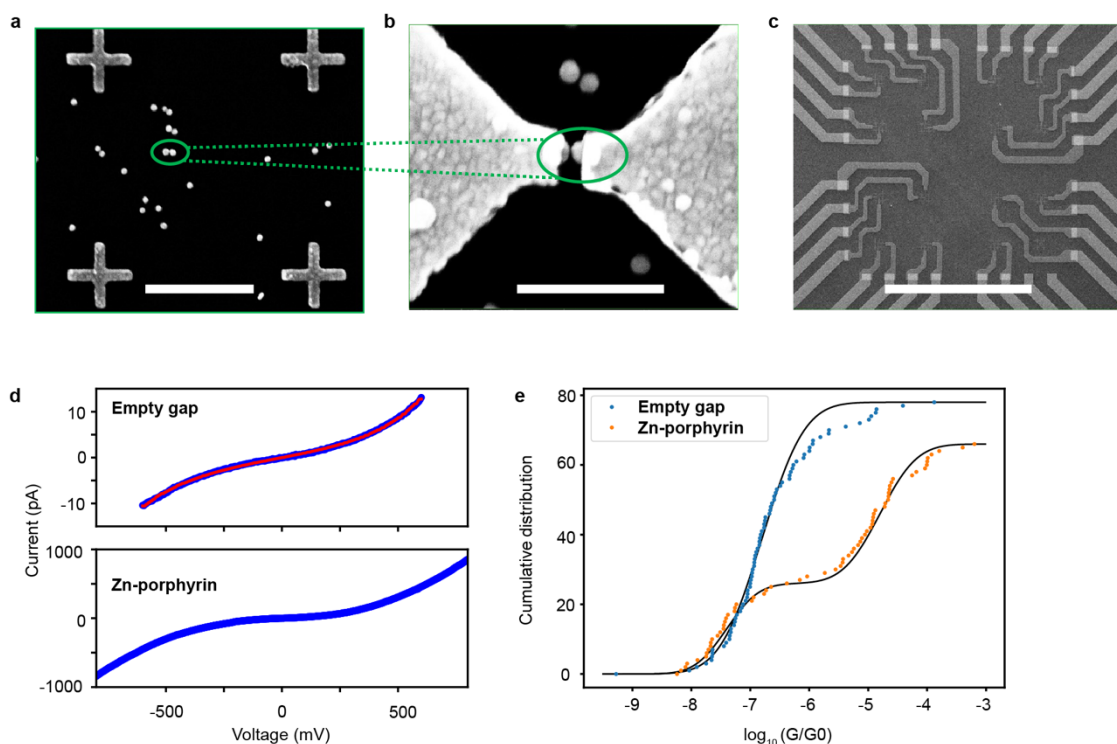 a
b
c
d
Empty gap
10
0
-10
Current (pA)
1000
Zn-porphyrin
0
-1000
-500
0
500
Voltage (mV)
e
Empty gap
Zn-porphyrin
80
60
40
20
0
Cumulative distribution
-9
-8
-7
-6
-5
-4
-3
log₁₀(G/G0)